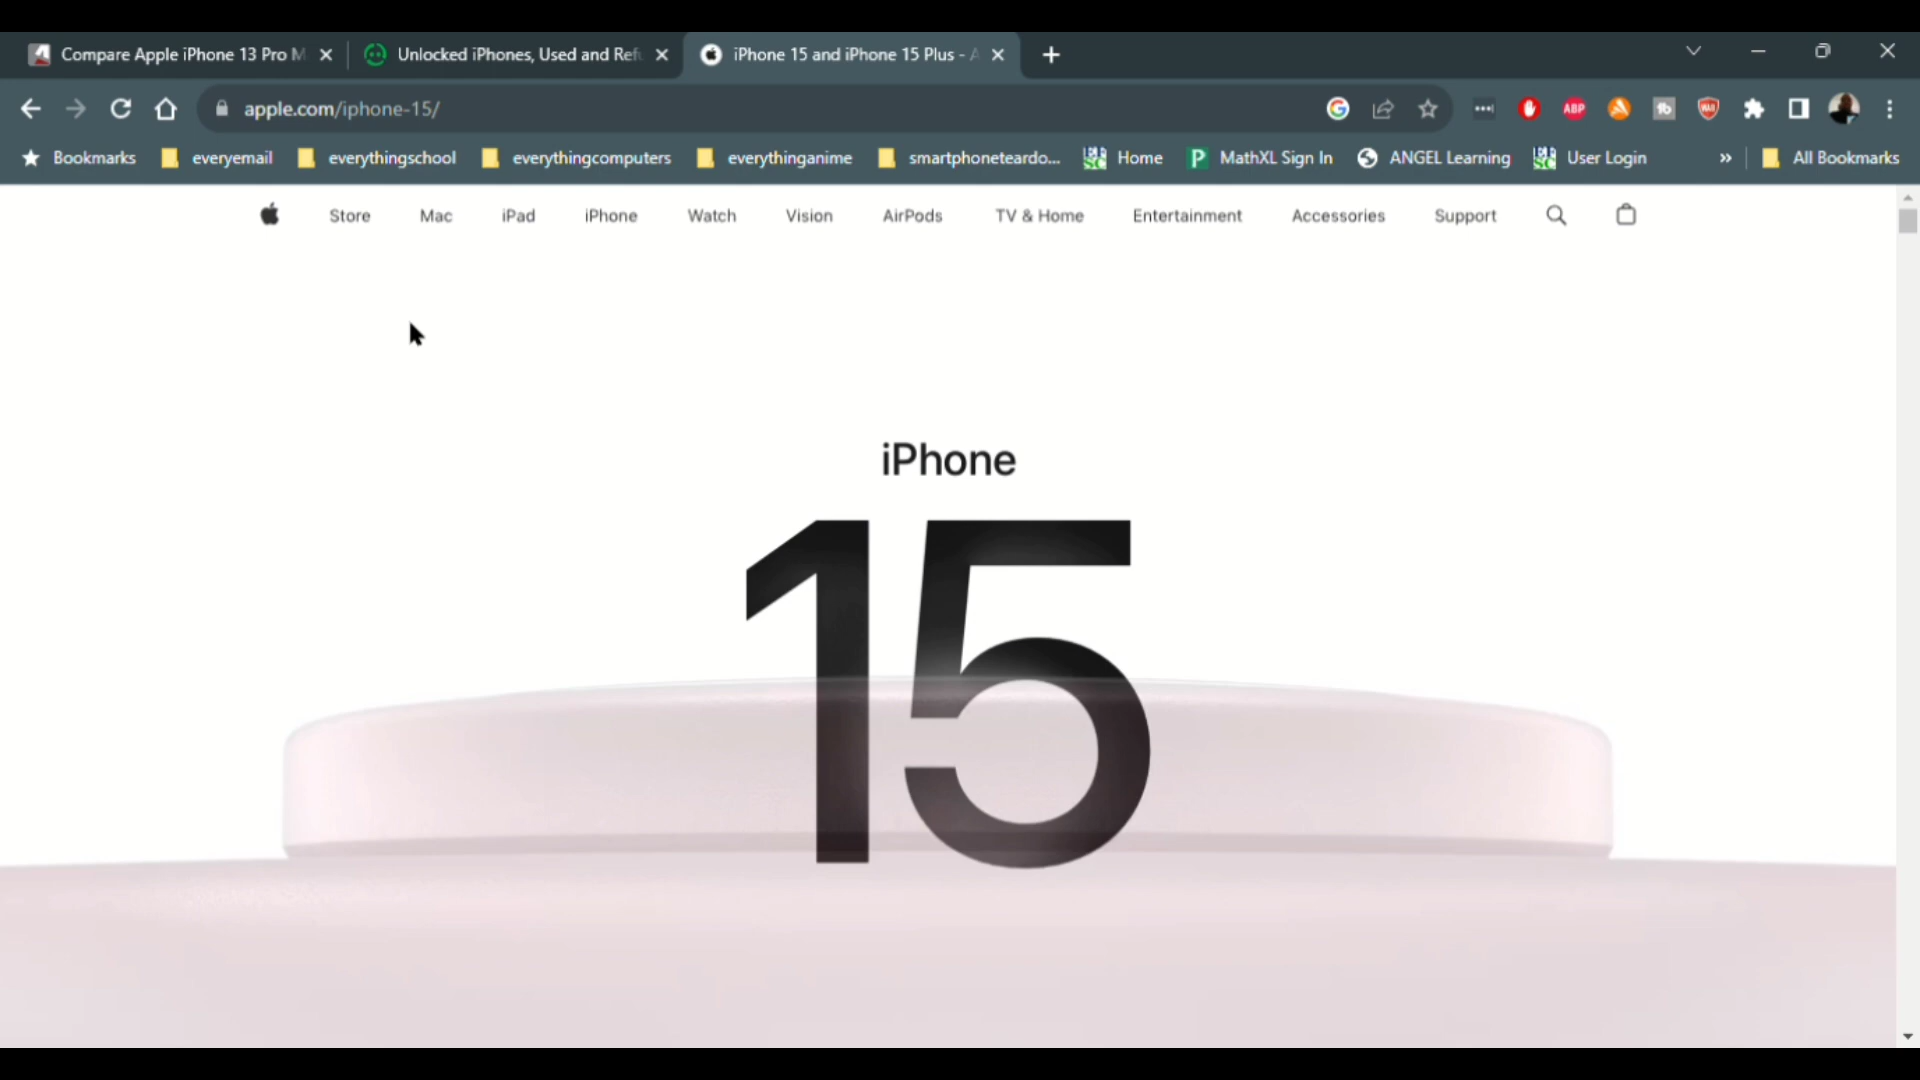 Compare Apple iPhone 13 Pro M
Unlocked iPhones, Used and Ref
iPhone 15 and iPhone 15 Plus - A
apple.com/iphone-15/
ABP
Bookmarks
everyemail
everythingschool
everythingcomputers
everythinganime
smartphoneteardo...
Home
MathXL Sign In
ANGEL Learning
User Login
»
All Bookmarks
Store
Mac
iPad
iPhone
Watch
Vision
AirPods
TV & Home
Entertainment
Accessories
Support
iPhone
15